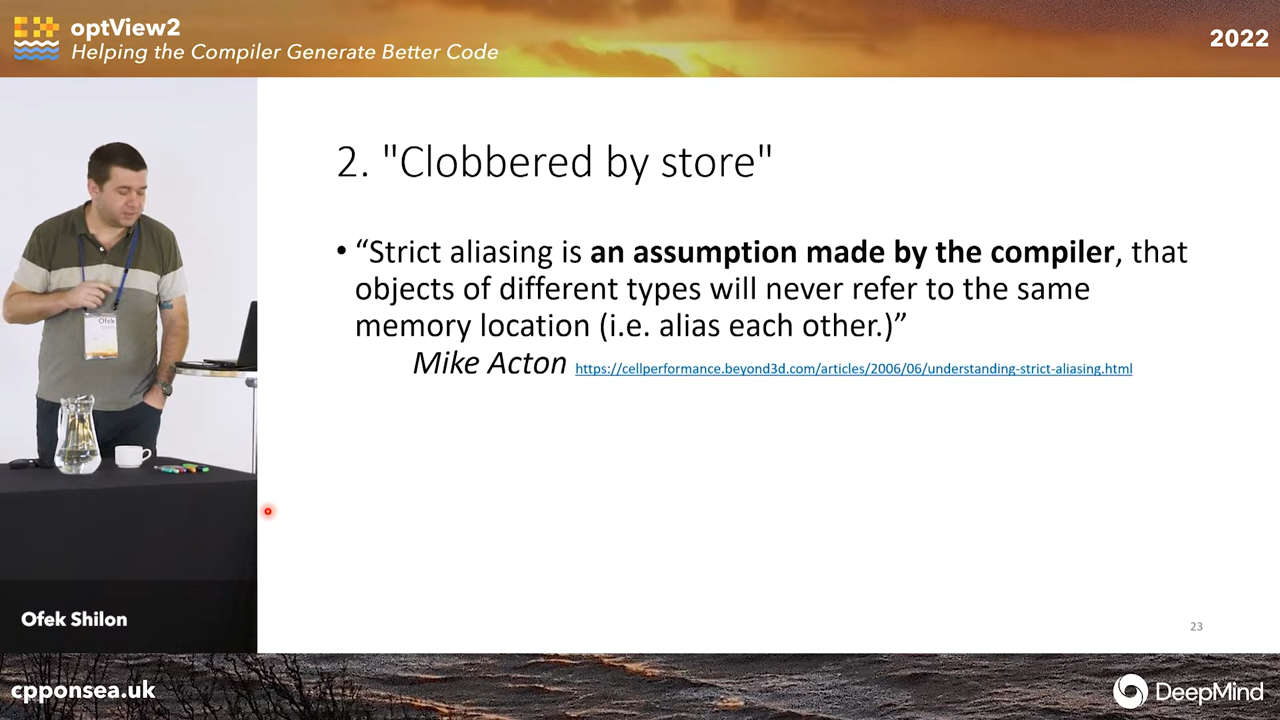 optView2
Helping the Compiler Generate Better Code
2022
2. "Clobbered by store"
• “Strict aliasing is an assumption made by the compiler, that
objects of different types will never refer to the same
memory location (i.e. alias each other.)”
Mike Acton https://cellperformance.beyond3d.com/articles/2006/06/understanding-strict-aliasing.html
Ofek
23
Ofek Shilon
cpponsea.uk
DeepMind